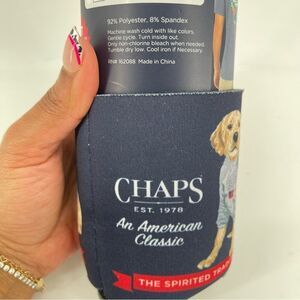 92% Polyester, 8% Spandex
Machine wash cold with like colors.
Gentle cycle. Turn inside out.
Only non-chlorine bleach when needed.
Tumble dry low. Cool iron if Necessary.
RN# 162088 Made in China
CHAPS
EST. 1978
An American
Classic
THE SPIRITED